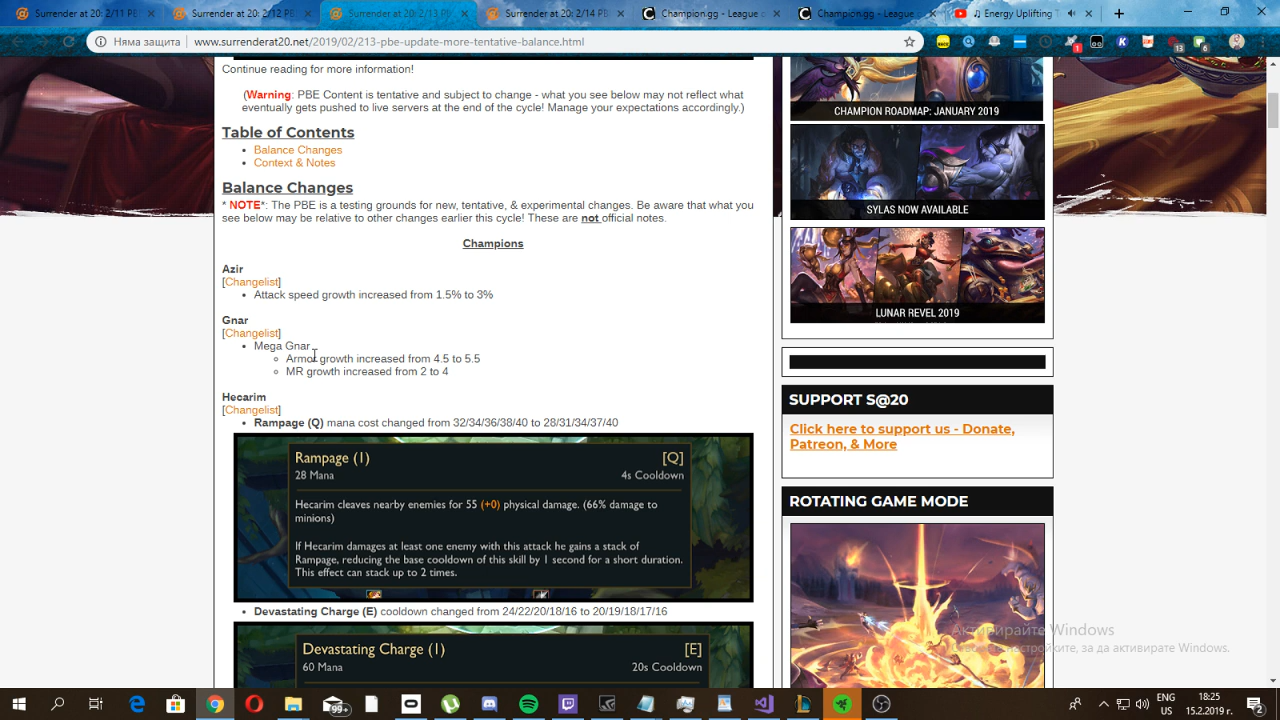 Surrender at 20: 2/11 PB
Surrender at 20: 2/12 PB
Surrender at 20: 2/13 PB
Surrender at 20: 2/14 PB
Champion.gg - League o
Champion.gg - League o
♫ Energy Uplifting
Няма защита
www.surrenderat20.net/2019/02/213-pbe-update-more-tentative-balance.html
Continue reading for more information!
(Warning: PBE Content is tentative and subject to change - what you see below may not reflect what
eventually gets pushed to live servers at the end of the cycle! Manage your expectations accordingly.)
Table of Contents
• Balance Changes
• Context & Notes
Balance Changes
* NOTE*: The PBE is a testing grounds for new, tentative, & experimental changes. Be aware that what you
see below may be relative to other changes earlier this cycle! These are not official notes.
Champions
Azir
[Changelist]
• Attack speed growth increased from 1.5% to 3%
Gnar
[Changelist]
• Mega Gnar
Armor growth increased from 4.5 to 5.5
MR growth increased from 2 to 4
Hecarim
[Changelist]
• Rampage (Q) mana cost changed from 32/34/36/38/40 to 28/31/34/37/40
Rampage (1) [Q]
28 Mana 4s Cooldown
Hecarim cleaves nearby enemies for 55 (+0) physical damage. (66% damage to
minions)
If Hecarim damages at least one enemy with this attack he gains a stack of
Rampage, reducing the base cooldown of this skill by 1 second for a short duration.
This effect can stack up to 2 times.
• Devastating Charge (E) cooldown changed from 24/22/20/18/16 to 20/19/18/17/16
Devastating Charge (1) [E]
60 Mana 20s Cooldown
CHAMPION ROADMAP: JANUARY 2019
SYLAS NOW AVAILABLE
LUNAR REVEL 2019
SUPPORT S@20
Click here to support us - Donate,
Patreon, & More
ROTATING GAME MODE
Активирайте Windows
настройките, за да активирате Windows.
99+
ENG
US
18:25
15.2.2019 г.
2